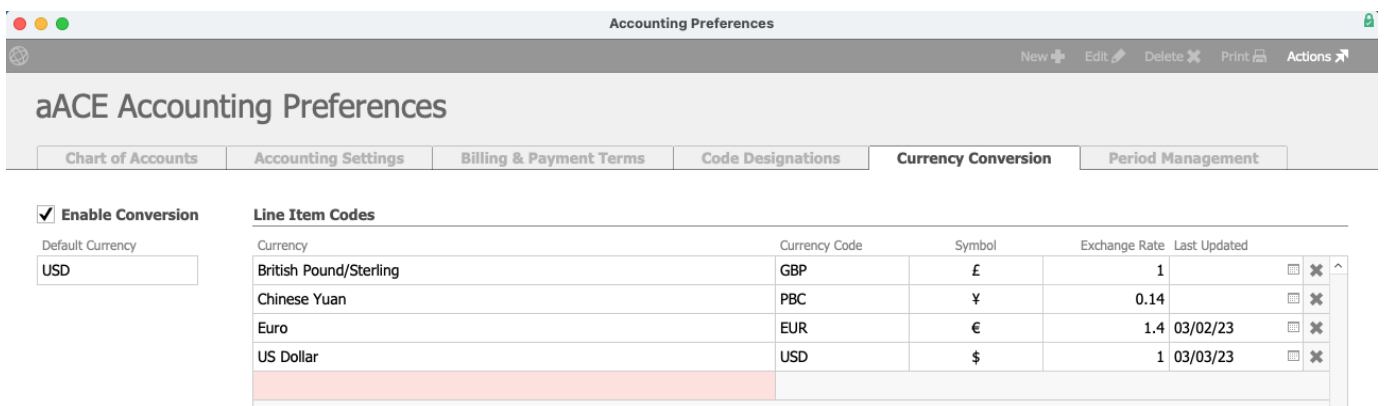 Accounting Preferences
New Edit Delete Print Actions
aACE Accounting Preferences
Chart of Accounts Accounting Settings Billing & Payment Terms Code Designations Currency Conversion Period Management
Enable Conversion Line Item Codes
Default Currency Currency Currency Code Symbol Exchange Rate Last Updated
USD British Pound/Sterling GBP £ 1
Chinese Yuan PBC ¥ 0.14
Euro EUR € 1.4 03/02/23
US Dollar USD $ 1 03/03/23